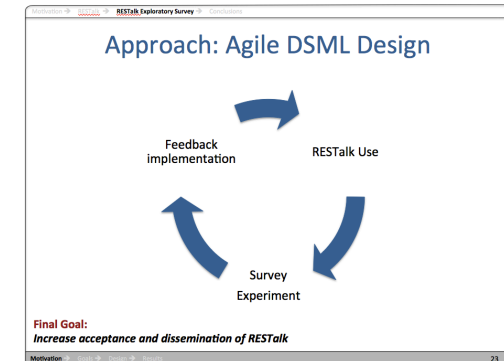 Motivation → RESTalk → RESTalk Exploratory Survey → Conclusions
Approach: Agile DSML Design
Feedback
implementation
RESTalk Use
Survey
Experiment
Final Goal:
Increase acceptance and dissemination of RESTalk
Motivation → Goals → Design → Results
23